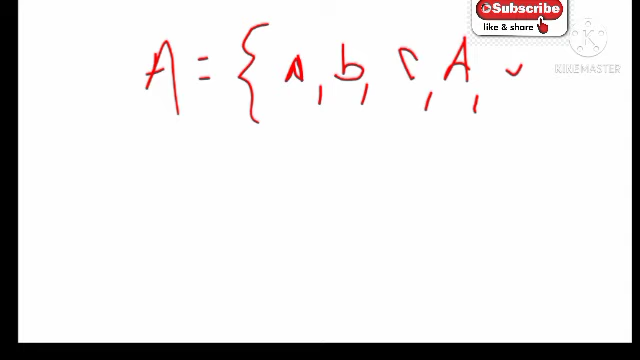 Subscribe
like & share
KINEMASTER
A = { a, b, c, A,